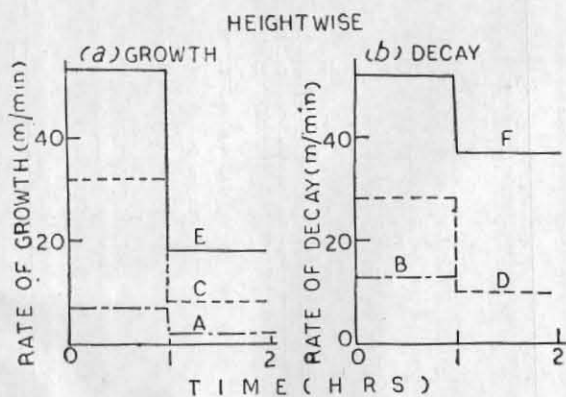 HEIGHTWISE
(a) GROWTH
(b) DECAY
RATE OF GROWTH (m/min)
40
20
E
C
A
0
1
2
RATE OF DECAY (m/min)
40
20
0
F
B
D
0
1
2
TIME (HRS)